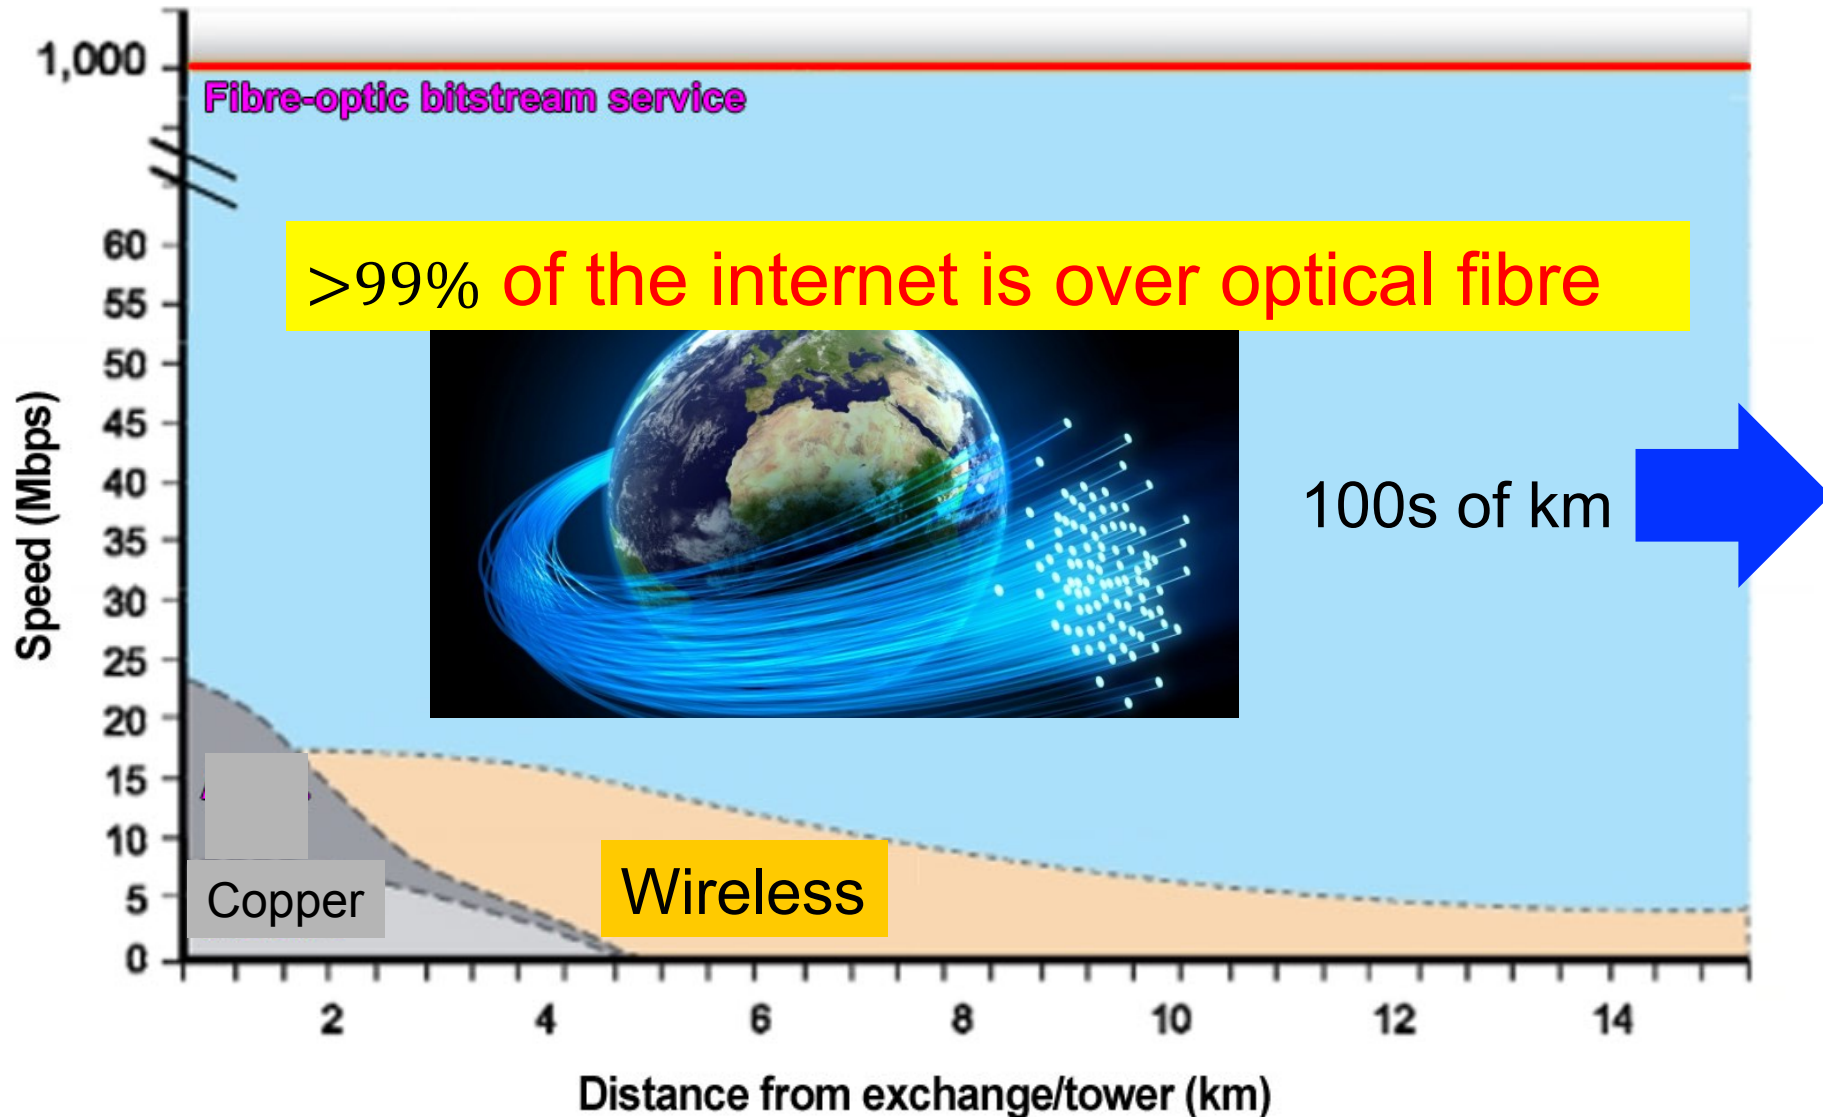 1,000
Fibre-optic bitstream service
60
>99% of the internet is over optical fibre
55
50
45
40
100s of km
35
30
25
20
15
10
5
0
Speed (Mbps)
Copper
Wireless
2 4 6 8 10 12 14
Distance from exchange/tower (km)